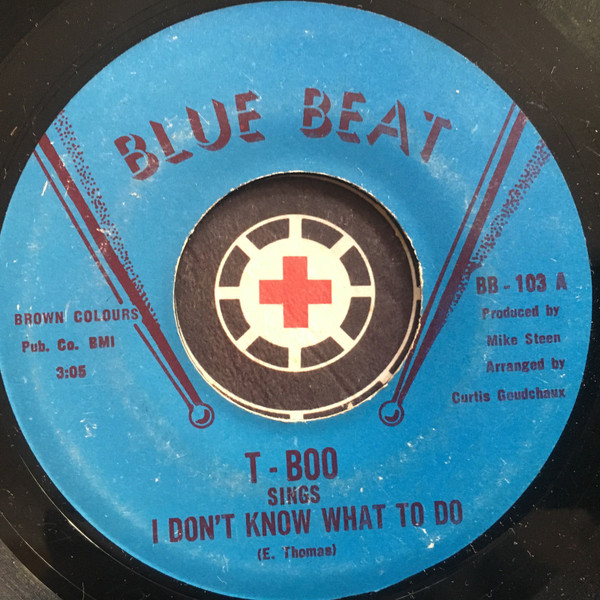 BLUE BEAT
BB - 103 A
Produced by
Mike Steen
Arranged by
Curtis Goudchaux
BROWN COLOURS
Pub. Co. BMI
3:05
T - BOO
SINGS
I DON'T KNOW WHAT TO DO
(E. Thomas)